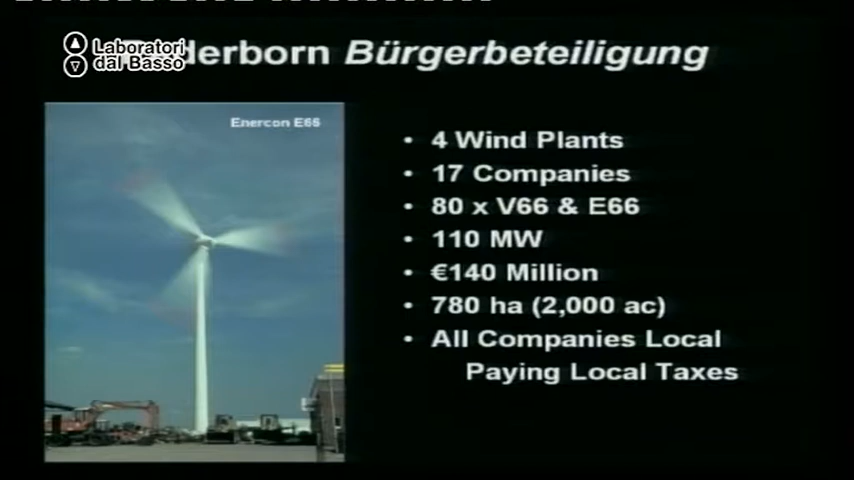 Laboratori
dal Basso
derborn Bürgerbeteiligung
Enercon E66
• 4 Wind Plants
• 17 Companies
• 80 x V66 & E66
• 110 MW
• €140 Million
• 780 ha (2,000 ac)
• All Companies Local
Paying Local Taxes